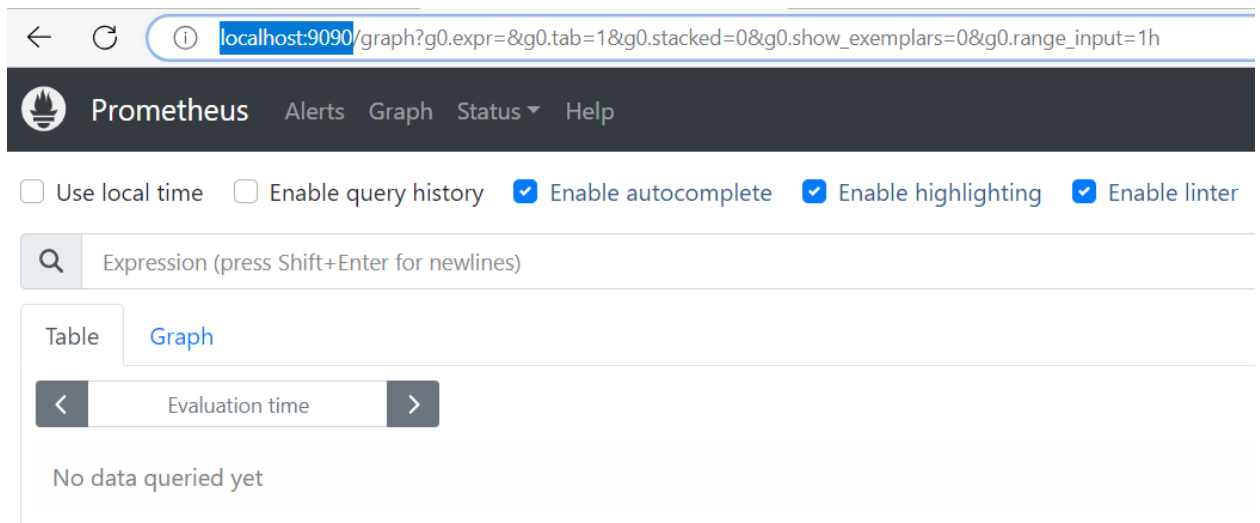 localhost:9090/graph?g0.expr=&g0.tab=1&g0.stacked=0&g0.show_exemplars=0&g0.range_input=1h
Prometheus Alerts Graph Status Help
Use local time Enable query history Enable autocomplete Enable highlighting Enable linter
Expression (press Shift+Enter for newlines)
Table Graph
Evaluation time
No data queried yet